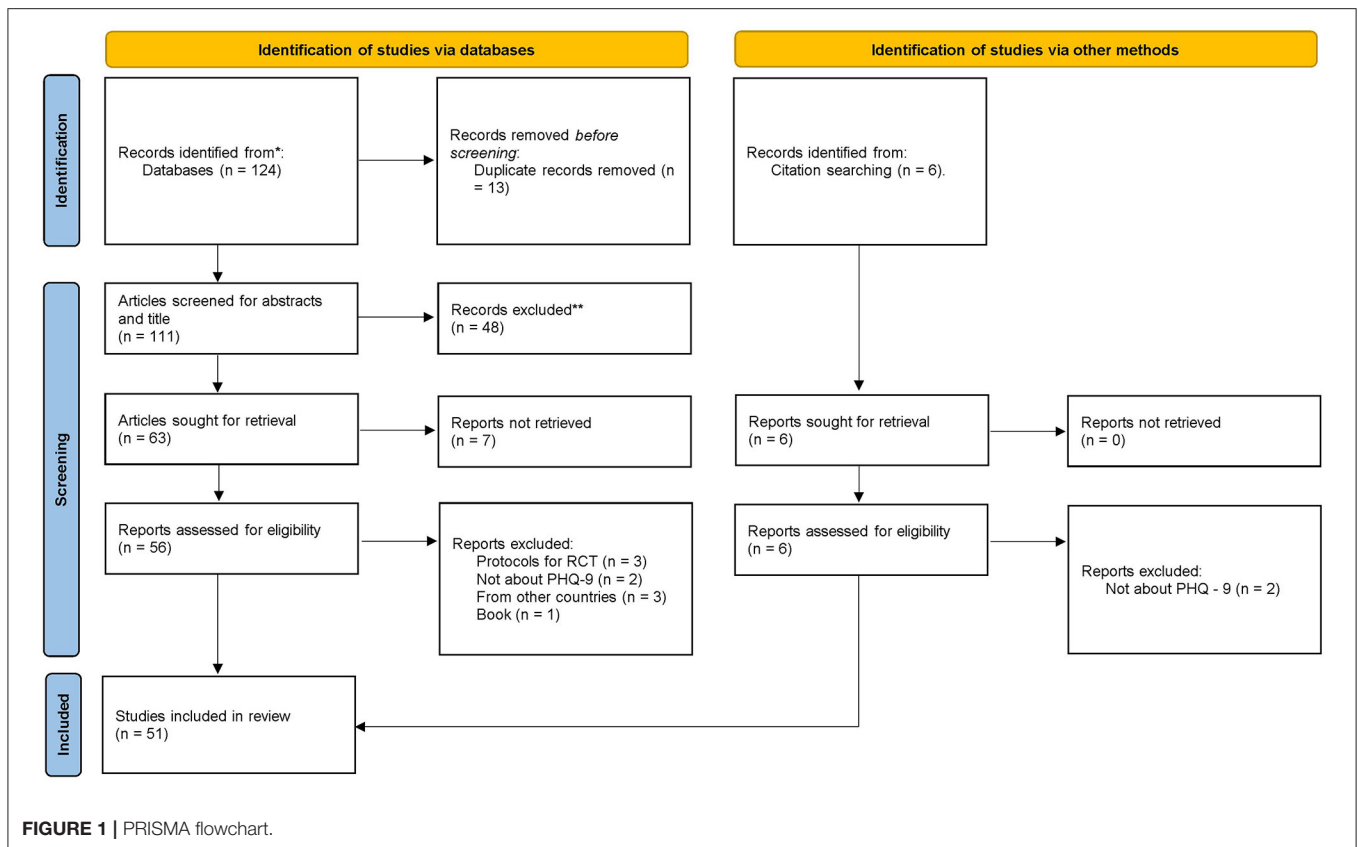 Identification of studies via databases
Identification of studies via other methods
Identification
Records identified from*:
Databases (n = 124)
Records removed before
screening:
Duplicate records removed (n
= 13)
Records identified from:
Citation searching (n = 6).
Screening
Articles screened for abstracts
and title
(n = 111)
Records excluded**
(n = 48)
Articles sought for retrieval
(n = 63)
Reports not retrieved
(n = 7)
Reports sought for retrieval
(n = 6)
Reports not retrieved
(n = 0)
Reports assessed for eligibility
(n = 56)
Reports excluded:
Protocols for RCT (n = 3)
Not about PHQ-9 (n = 2)
From other countries (n = 3)
Book (n = 1)
Reports assessed for eligibility
(n = 6)
Reports excluded:
Not about PHQ - 9 (n = 2)
Included
Studies included in review
(n = 51)
FIGURE 1 | PRISMA flowchart.